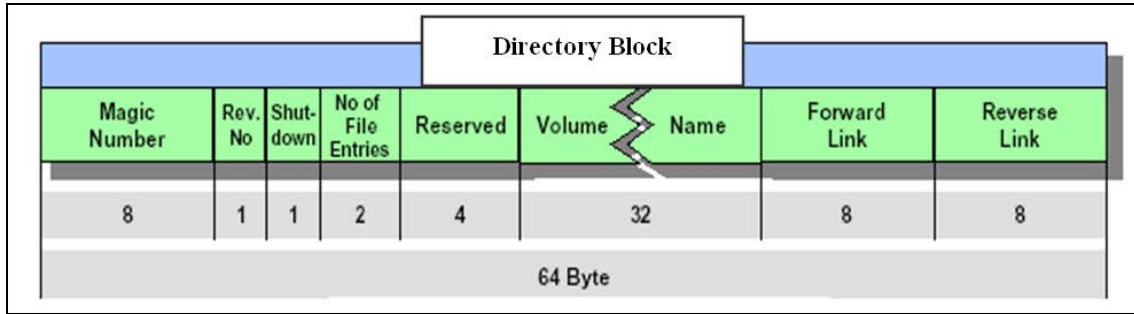 Directory Block
Magic
Number
Rev.
No
Shut-
down
No of
File
Entries
Reserved
Volume Name
Forward
Link
Reverse
Link
8 1 1 2 4 32 8 8
64 Byte